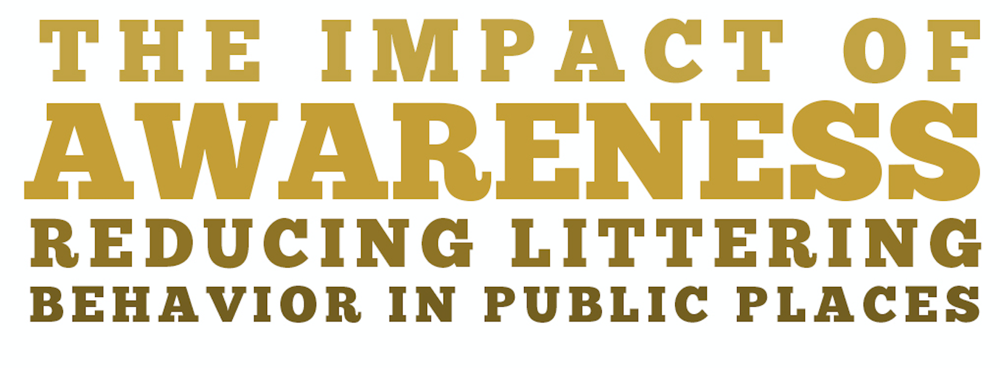 THE IMPACT OF
AWARENESS
REDUCING LITTERING
BEHAVIOR IN PUBLIC PLACES